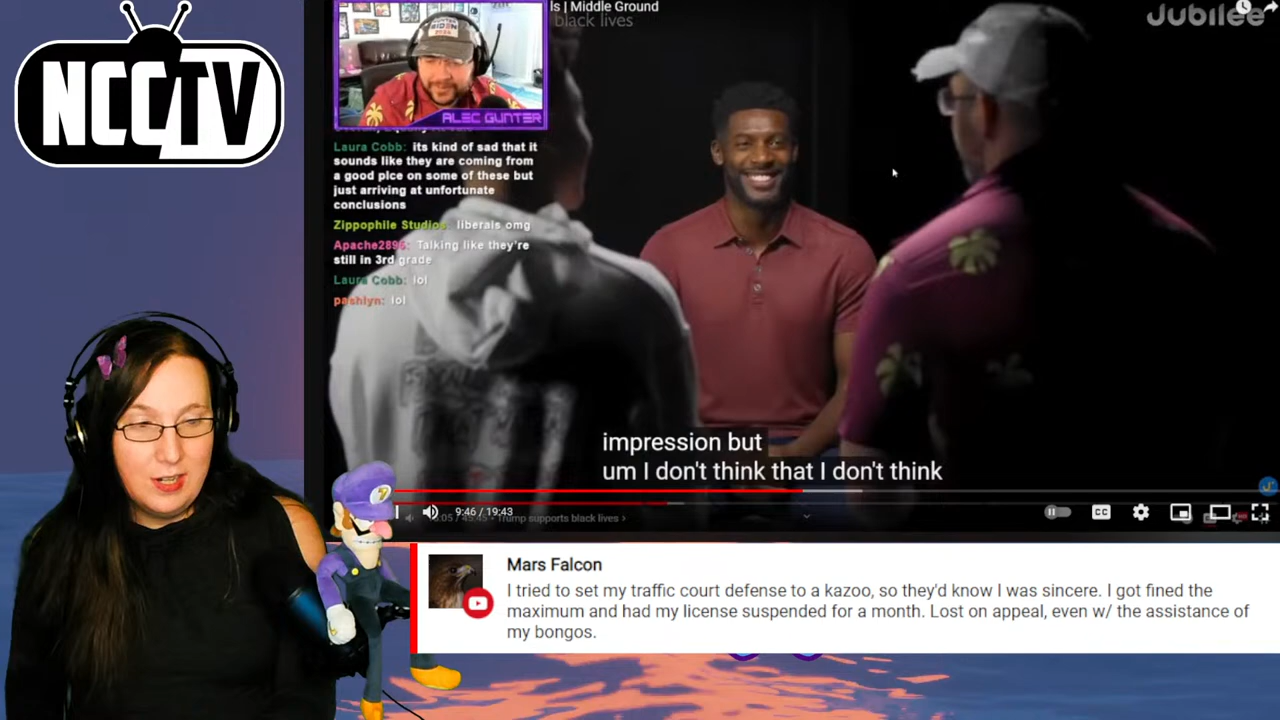 NCCTV
ls | Middle Ground
black lives
Jubilee
ALEC GUNTER
Laura Cobb: its kind of sad that it
sounds like they are coming from
a good plce on some of these but
just arriving at unfortunate
conclusions
Zippophile Studios: liberals omg
Apache2896: Talking like they're
still in 3rd grade
Laura Cobb: lol
pashlyn: lol
impression but
um I don't think that I don't think
9:46 / 19:43
Trump supports black lives >
CC
Mars Falcon
I tried to set my traffic court defense to a kazoo, so they'd know I was sincere. I got fined the
maximum and had my license suspended for a month. Lost on appeal, even w/ the assistance of
my bongos.